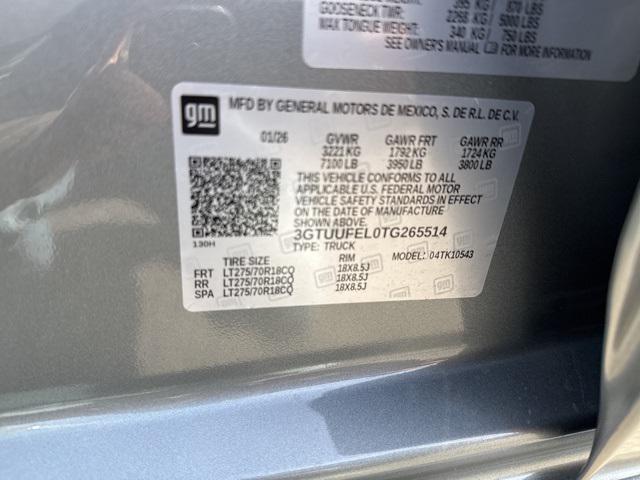 395 KG / 870 LBS
GOOSENECK TWR: 2268 KG / 5000 LBS
MAX TONGUE WEIGHT: 340 KG / 750 LBS
SEE OWNER'S MANUAL FOR MORE INFORMATION
gm MFD BY GENERAL MOTORS DE MEXICO, S. DE R.L. DE C.V.
01/26 GVWR GAWR FRT GAWR RR
3221 KG 1792 KG 1724 KG
7100 LB 3950 LB 3800 LB
THIS VEHICLE CONFORMS TO ALL
APPLICABLE U.S. FEDERAL MOTOR
VEHICLE SAFETY STANDARDS IN EFFECT
ON THE DATE OF MANUFACTURE SHOWN ABOVE.
3GTUUFEL0TG265514
130H TYPE: TRUCK MODEL: 04TK10543
TIRE SIZE RIM
FRT LT275/70R18CQ 18X8.5J
RR LT275/70R18CQ 18X8.5J
SPA LT275/70R18CQ 18X8.5J